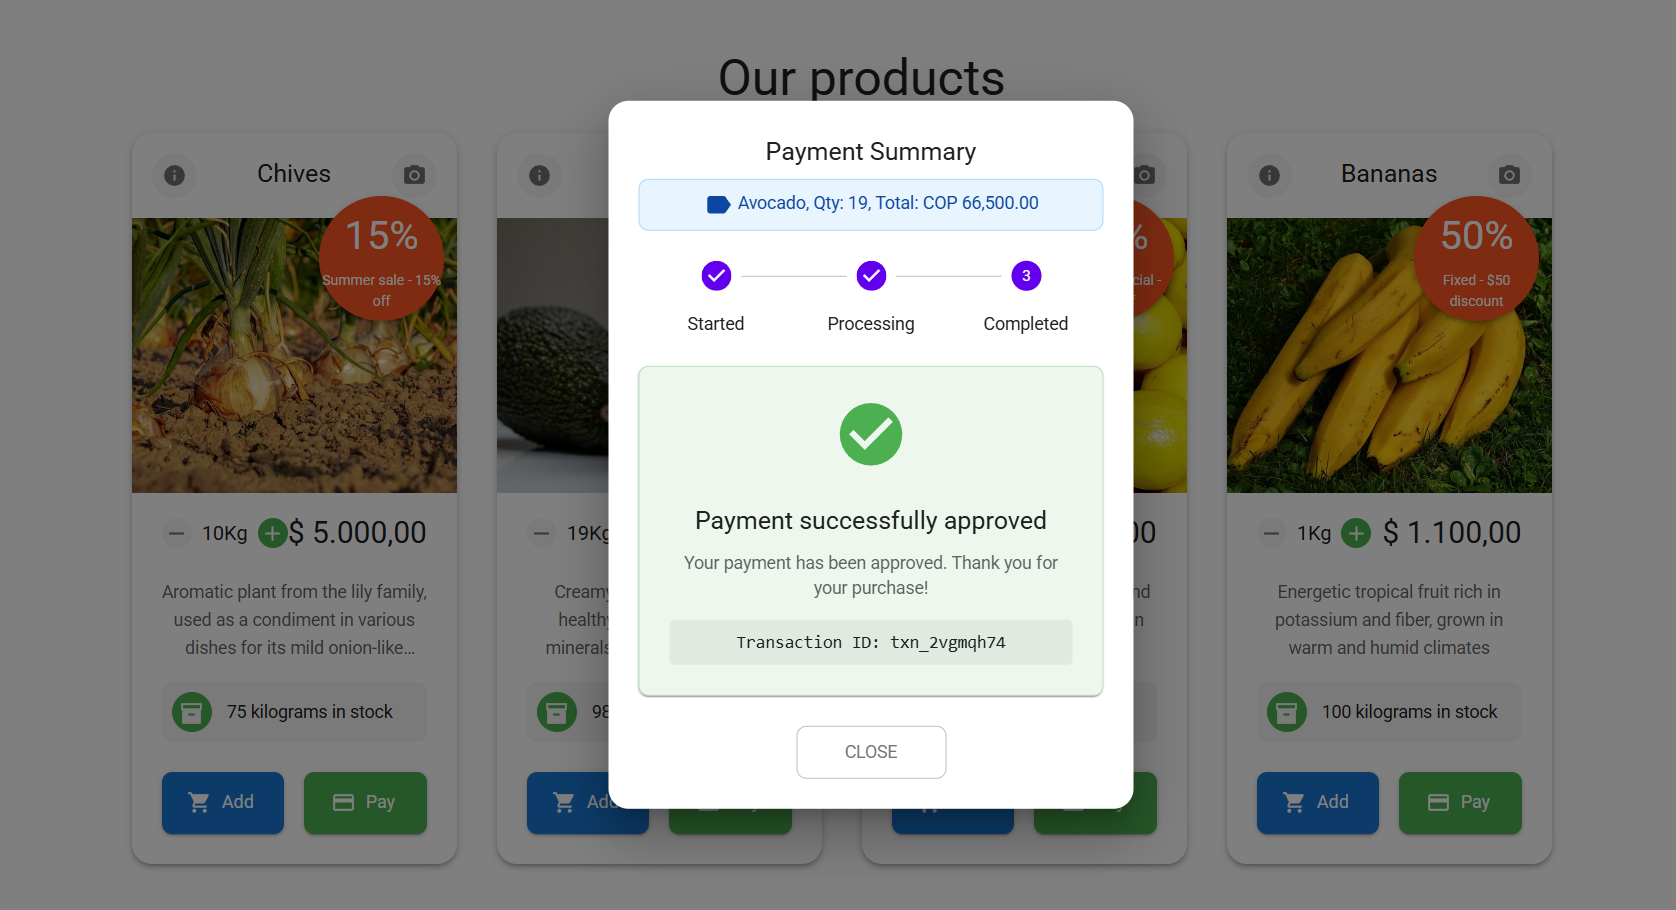 Our products
Payment Summary
Avocado, Qty: 19, Total: COP 66,500.00
3
Started
Processing
Completed
Payment successfully approved
Your payment has been approved. Thank you for
your purchase!
Transaction ID: txn_2vgmqh74
CLOSE
Chives
15%
Summer sale - 15%
off
10Kg
$ 5.000,00
Aromatic plant from the lily family,
used as a condiment in various
dishes for its mild onion-like...
75 kilograms in stock
Add
Pay
19Kg
Creamy
healthy
minerals
98
Add
%
cial -
00
nd
n
Bananas
50%
Fixed - $50
discount
1Kg
$ 1.100,00
Energetic tropical fruit rich in
potassium and fiber, grown in
warm and humid climates
100 kilograms in stock
Add
Pay